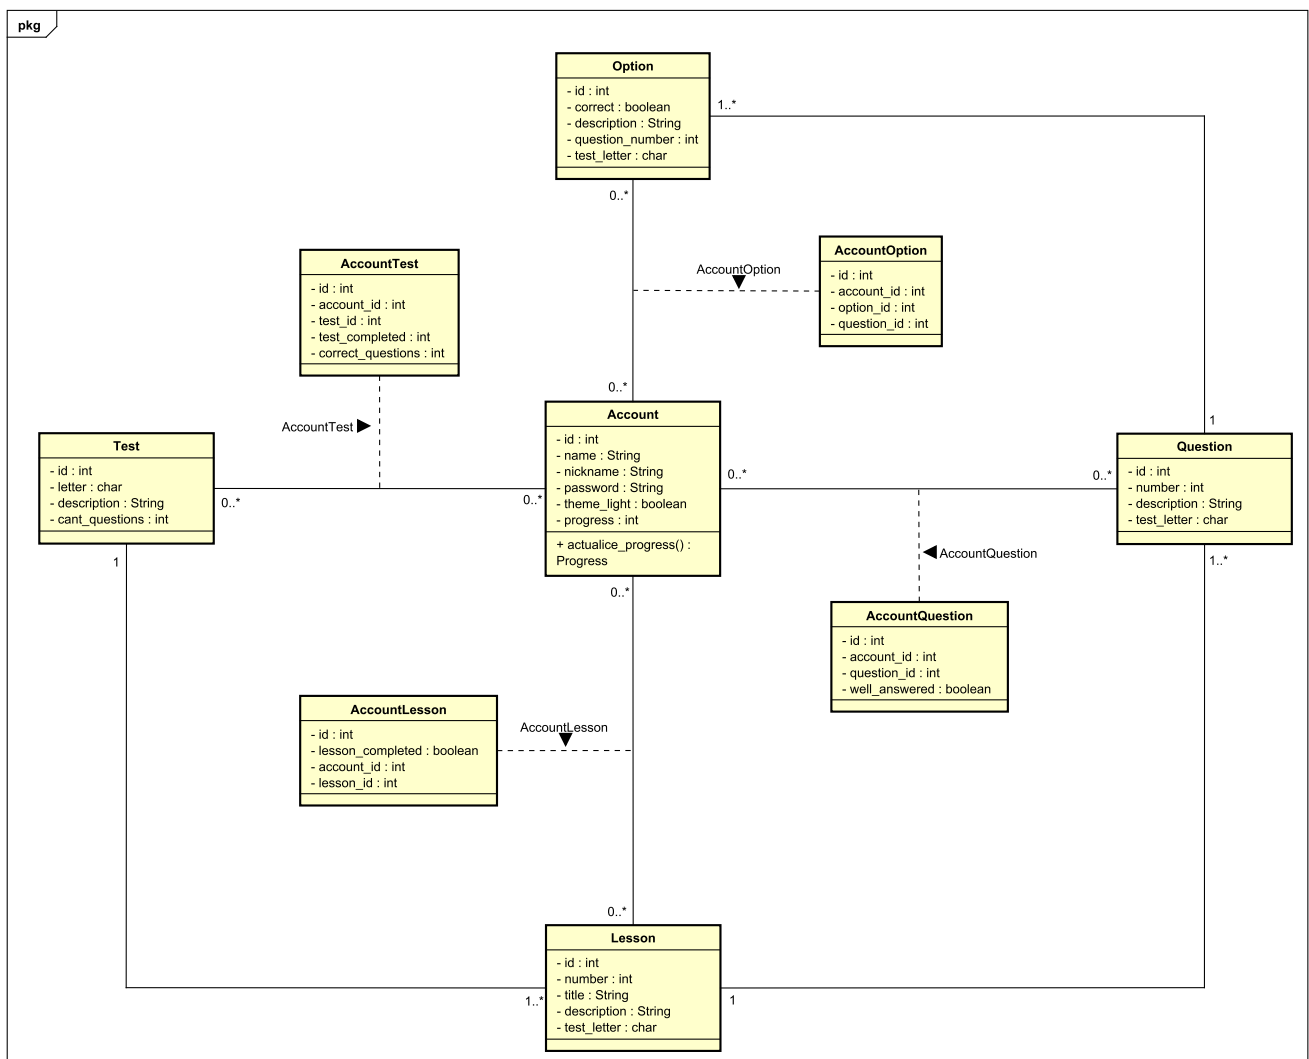 pkg
Option
- id : int
- correct : boolean
- description : String
- question_number : int
- test_letter : char
1..*
0..*
AccountOption
AccountOption
- id : int
- account_id : int
- option_id : int
- question_id : int
AccountTest
- id : int
- account_id : int
- test_id : int
- test_completed : int
- correct_questions : int
AccountTest
0..*
Account
- id : int
- name : String
- nickname : String
- password : String
- theme_light : boolean
- progress : int
+ actualice_progress() :
Progress
Test
- id : int
- letter : char
- description : String
- cant_questions : int
0..*
0..*
1
0..*
0..*
1
Question
- id : int
- number : int
- description : String
- test_letter : char
1..*
AccountQuestion
AccountQuestion
- id : int
- account_id : int
- question_id : int
- well_answered : boolean
0..*
AccountLesson
- id : int
- lesson_completed : boolean
- account_id : int
- lesson_id : int
AccountLesson
0..*
Lesson
- id : int
- number : int
- title : String
- description : String
- test_letter : char
1..*
1